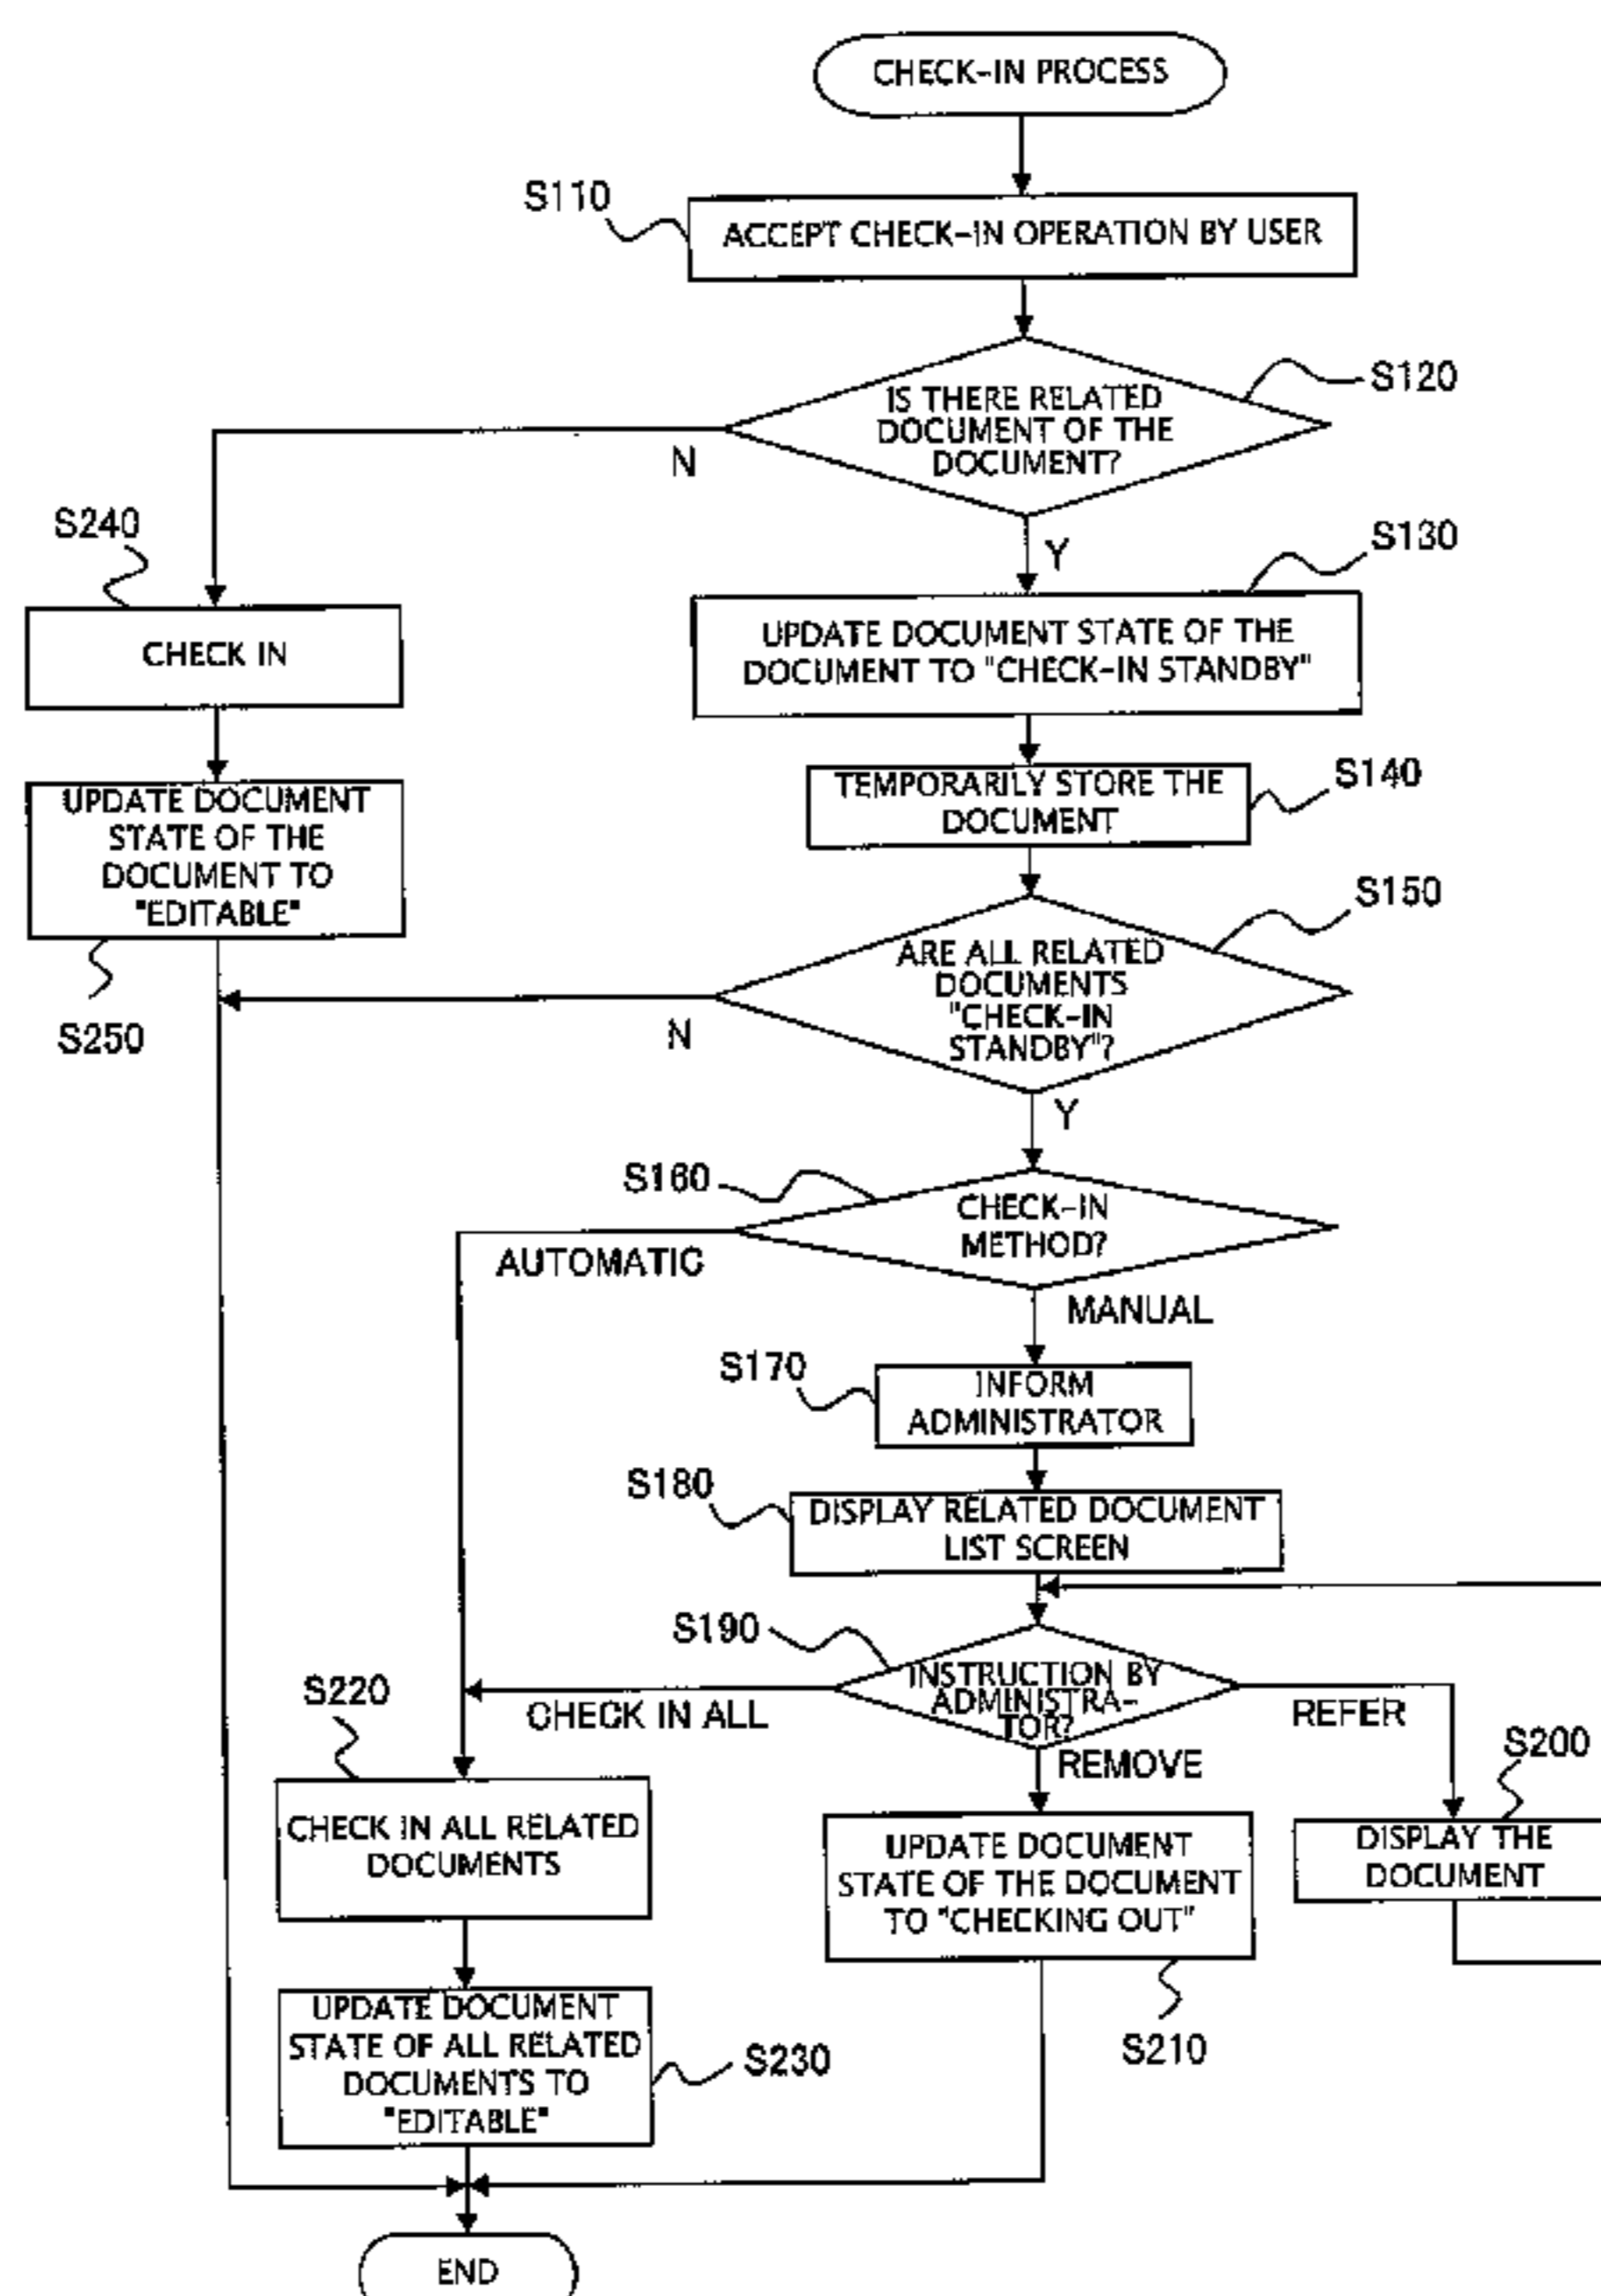 CHECK-IN PROCESS
S110
ACCEPT CHECK-IN OPERATION BY USER
S120
IS THERE RELATED
DOCUMENT OF THE
DOCUMENT?
N
Y
S240
S130
CHECK IN
UPDATE DOCUMENT STATE OF THE
DOCUMENT TO "CHECK-IN STANDBY"
S140
TEMPORARILY STORE THE
DOCUMENT
UPDATE DOCUMENT
STATE OF THE
DOCUMENT TO
"EDITABLE"
S250
S150
ARE ALL RELATED
DOCUMENTS
"CHECK-IN
STANDBY"?
N
Y
S160
CHECK-IN
METHOD?
AUTOMATIC
MANUAL
S170
INFORM
ADMINISTRATOR
S180
DISPLAY RELATED DOCUMENT
LIST SCREEN
S190
INSTRUCTION BY
ADMINISTRA-
TOR?
CHECK IN ALL
REFER
REMOVE
S220
S200
CHECK IN ALL RELATED
DOCUMENTS
UPDATE DOCUMENT
STATE OF THE DOCUMENT
TO "CHECKING OUT"
DISPLAY THE
DOCUMENT
S210
UPDATE DOCUMENT
STATE OF ALL RELATED
DOCUMENTS TO
"EDITABLE"
S230
END